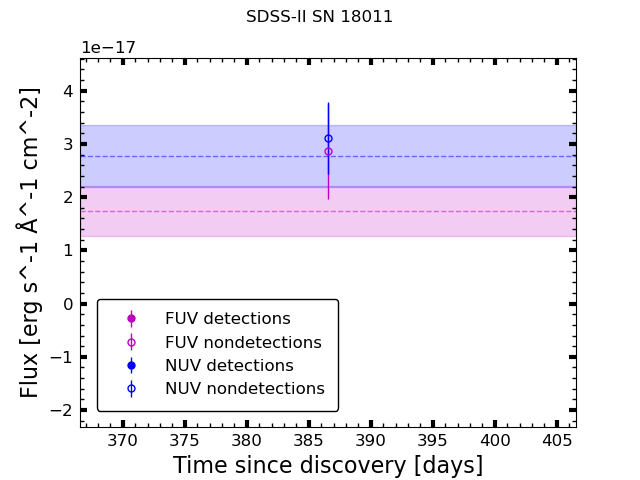 SDSS-II SN 18011
1e−17
4
3
2
1
0
−1
−2
Flux [erg s^-1 Å^-1 cm^-2]
FUV detections
FUV nondetections
NUV detections
NUV nondetections
370 375 380 385 390 395 400 405
Time since discovery [days]